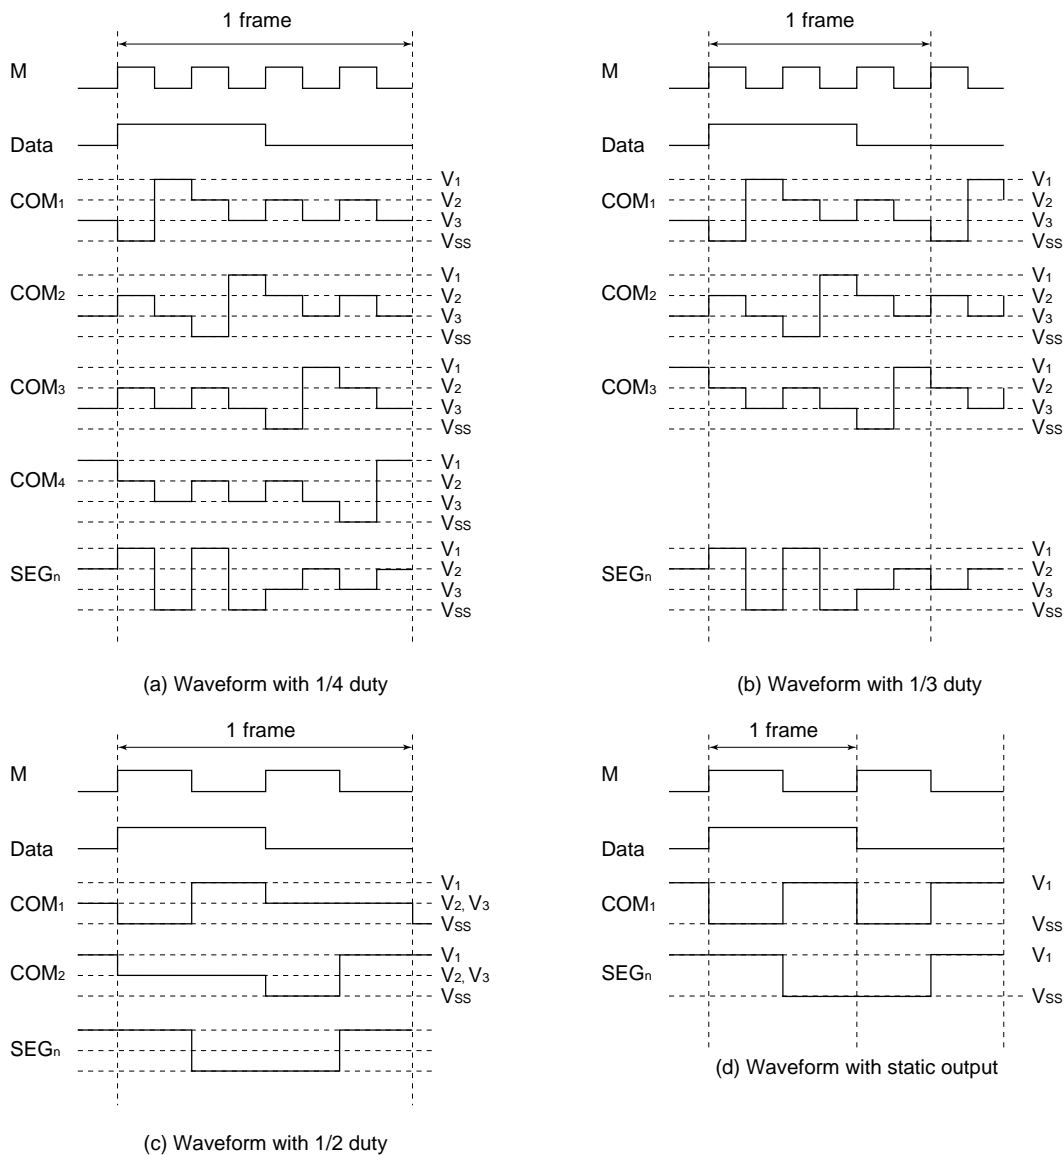 1 frame
M
Data
COM1
V1
V2
V3
VSS
COM2
V1
V2
V3
VSS
COM3
V1
V2
V3
VSS
COM4
V1
V2
V3
VSS
SEGn
V1
V2
V3
VSS
(a) Waveform with 1/4 duty
1 frame
M
Data
COM1
V1
V2
V3
VSS
COM2
V1
V2
V3
VSS
COM3
V1
V2
V3
VSS
SEGn
V1
V2
V3
VSS
(b) Waveform with 1/3 duty
1 frame
M
Data
COM1
V1
V2, V3
VSS
COM2
V1
V2, V3
VSS
SEGn
(c) Waveform with 1/2 duty
1 frame
M
Data
COM1
V1
VSS
SEGn
V1
VSS
(d) Waveform with static output